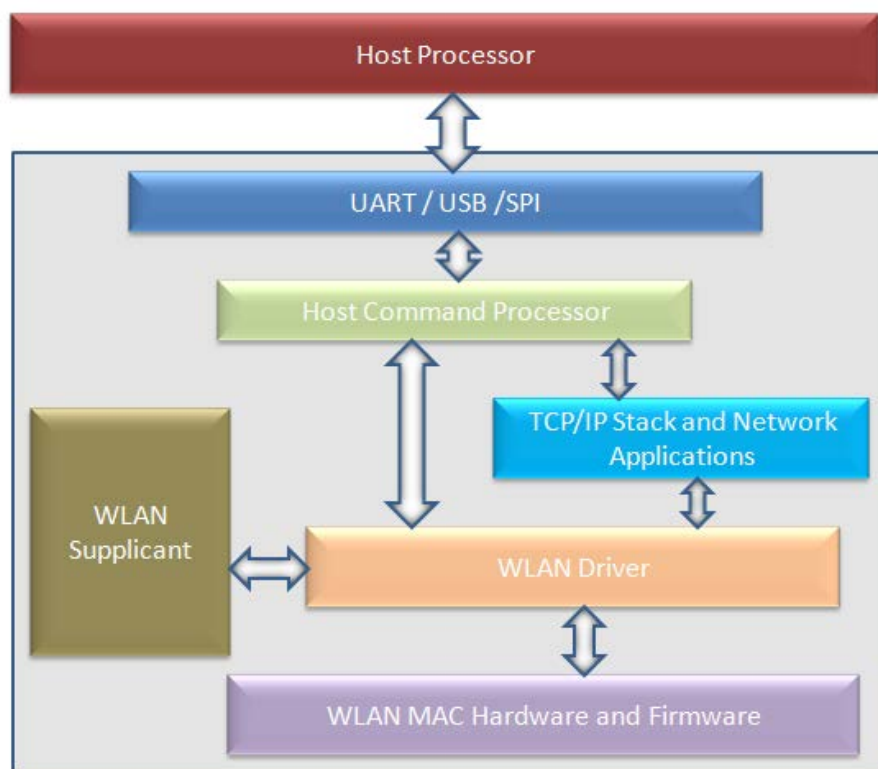 Host Processor
UART / USB /SPI
Host Command Processor
TCP/IP Stack and Network
Applications
WLAN
Supplicant
WLAN Driver
WLAN MAC Hardware and Firmware